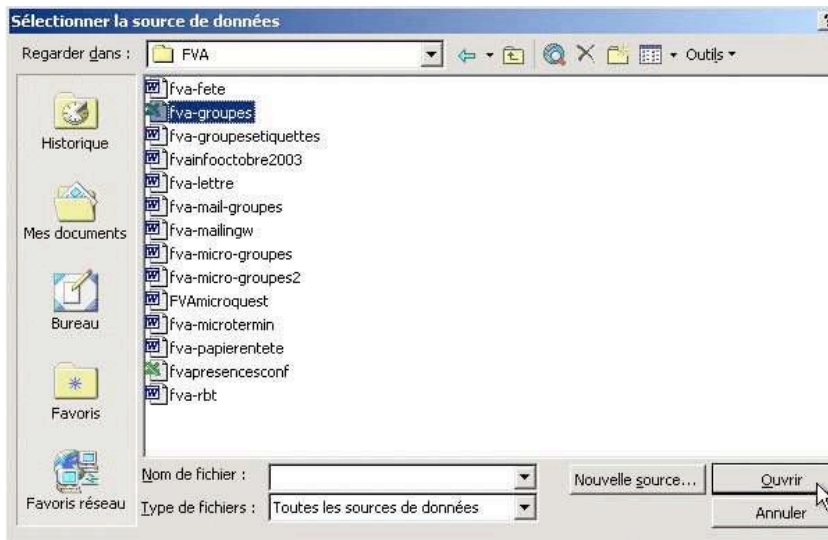 Sélectionner la source de données
?
Regarder dans :
FVA
Outils
Historique
Mes documents
Bureau
Favoris
Favoris réseau
fva-fete
fva-groupes
fva-groupesetiquettes
fvainfooctobre2003
fva-lettre
fva-mail-groupes
fva-mailingw
fva-micro-groupes
fva-micro-groupes2
FVAmicroquest
fva-microtermin
fva-papierentete
fvapresencesconf
fva-rbt
Nom de fichier :
Nouvelle source...
Ouvrir
Type de fichiers :
Toutes les sources de données
Annuler